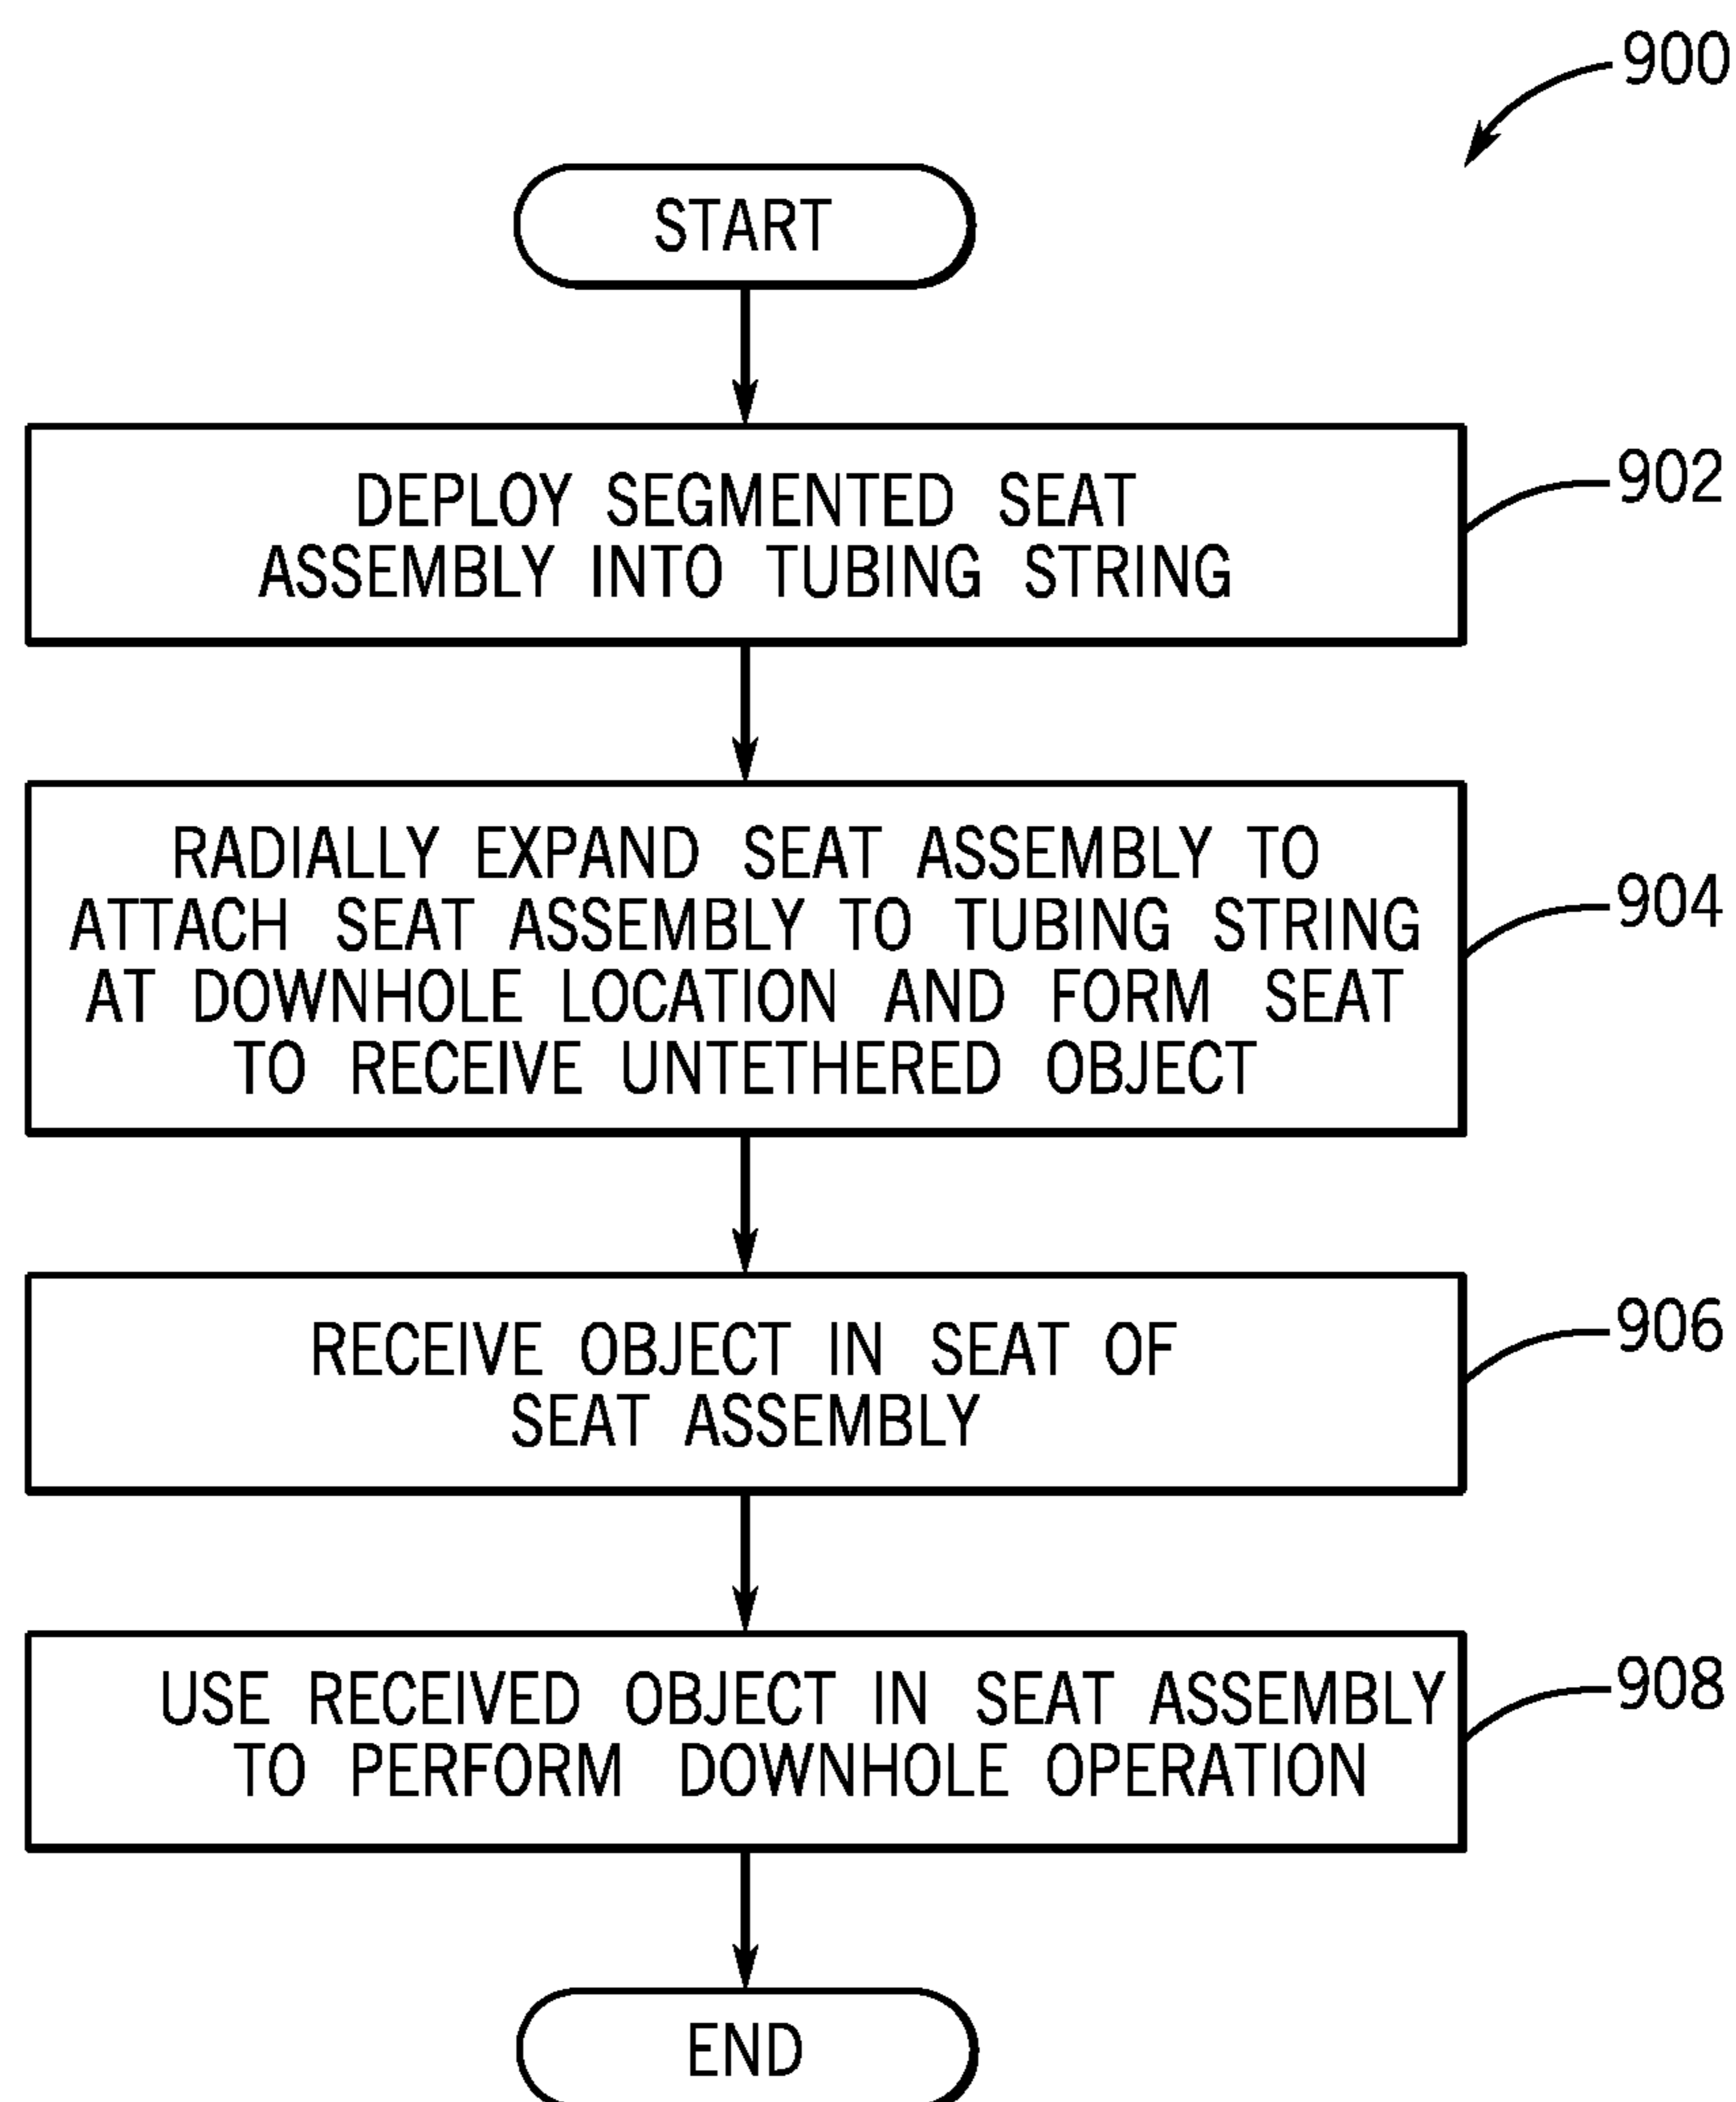 900
START
DEPLOY SEGMENTED SEAT
ASSEMBLY INTO TUBING STRING
902
RADIALLY EXPAND SEAT ASSEMBLY TO
ATTACH SEAT ASSEMBLY TO TUBING STRING
AT DOWNHOLE LOCATION AND FORM SEAT
TO RECEIVE UNTETHERED OBJECT
904
RECEIVE OBJECT IN SEAT OF
SEAT ASSEMBLY
906
USE RECEIVED OBJECT IN SEAT ASSEMBLY
TO PERFORM DOWNHOLE OPERATION
908
END